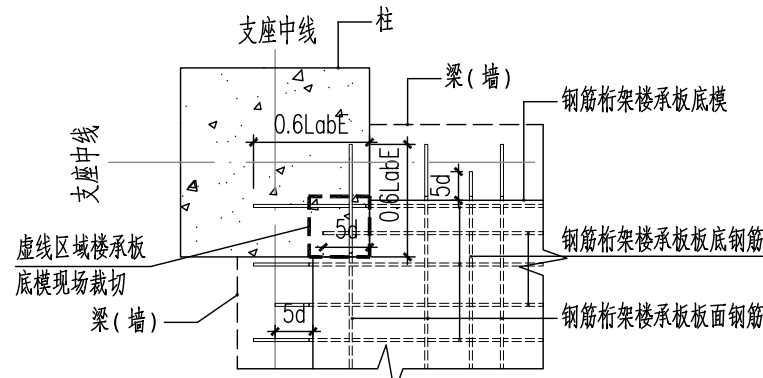 支座中线
柱
梁(墙)
钢筋桁架楼承板底模
0.6LabE
支座中线
0.6LabE
5d
虚线区域楼承板
底模现场裁切
5d
钢筋桁架楼承板板底钢筋
梁(墙)
5d
钢筋桁架楼承板板面钢筋